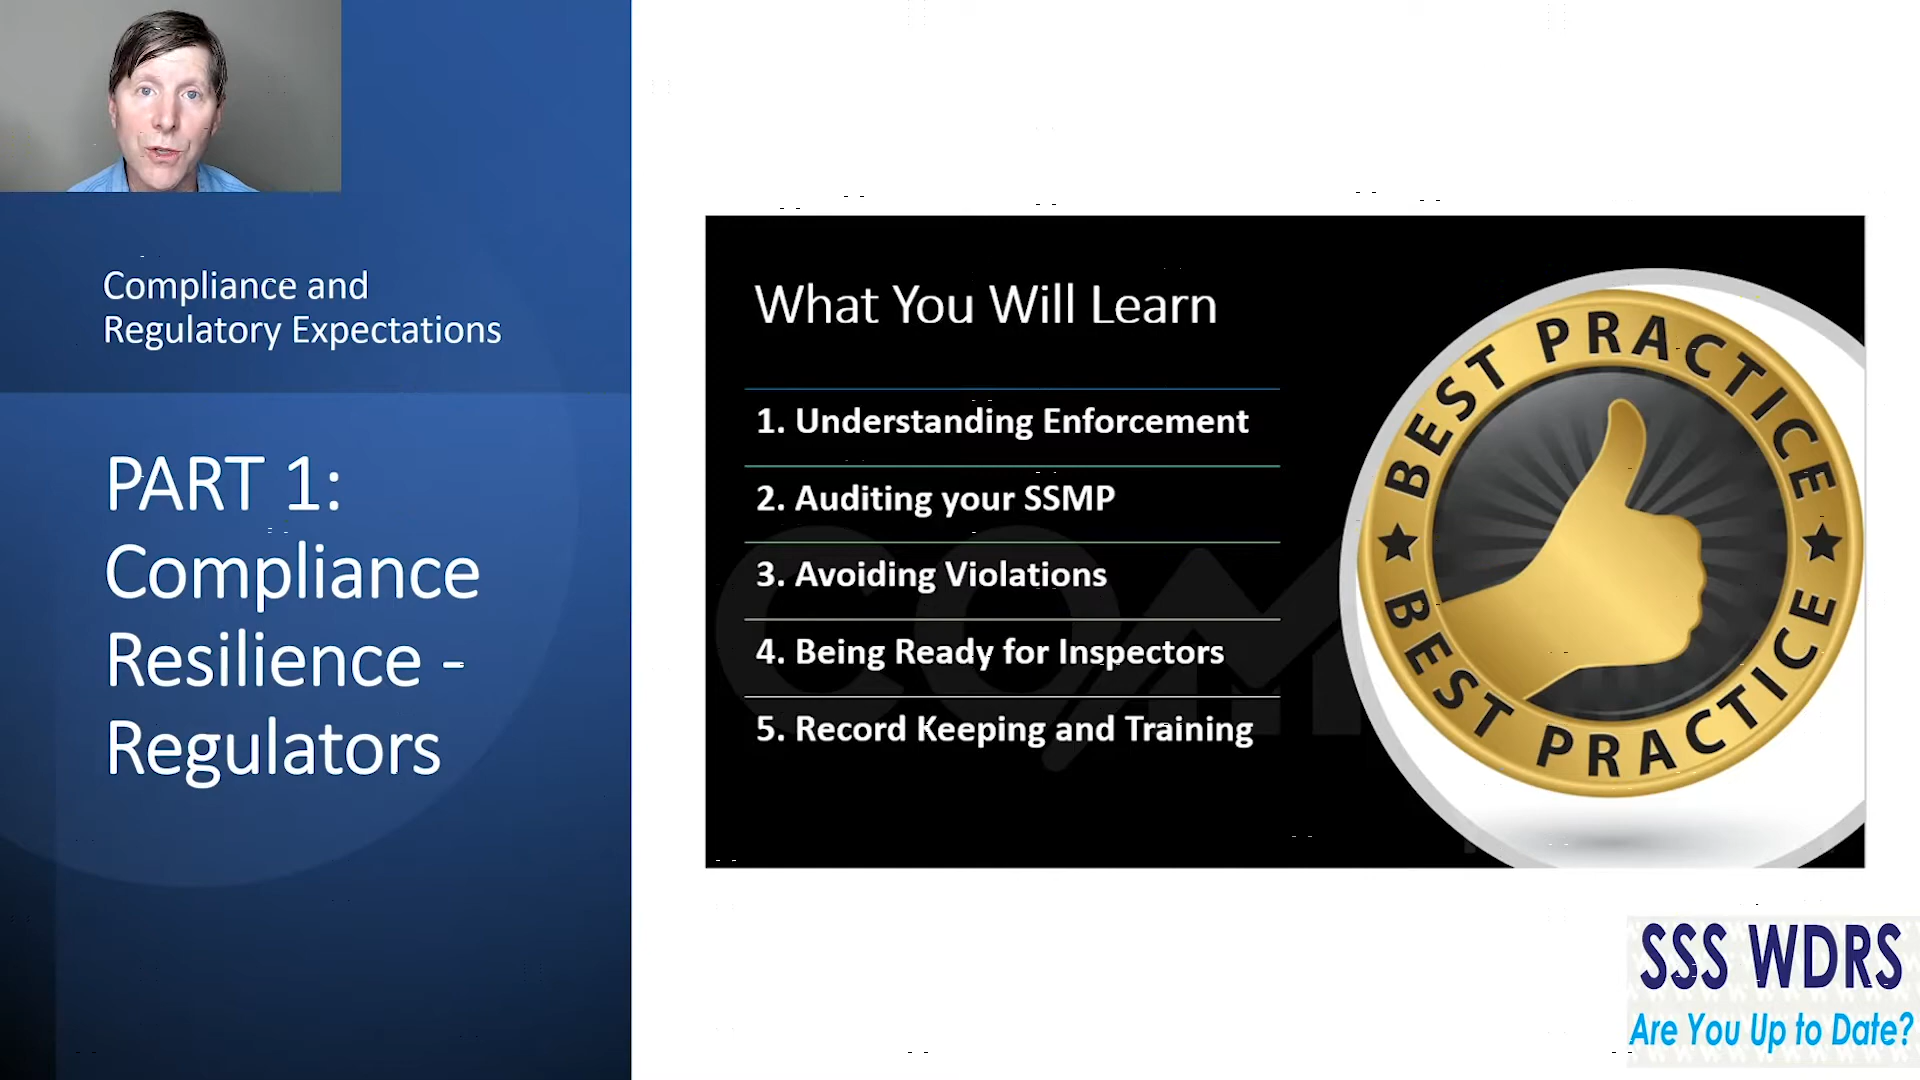 Compliance and
Regulatory Expectations
PART 1:
Compliance
Resilience -
Regulators
What You Will Learn
1. Understanding Enforcement
2. Auditing your SSMP
3. Avoiding Violations
4. Being Ready for Inspectors
5. Record Keeping and Training
BEST PRACTICE
BEST PRACTICE
SSS WDRS
Are You Up to Date?